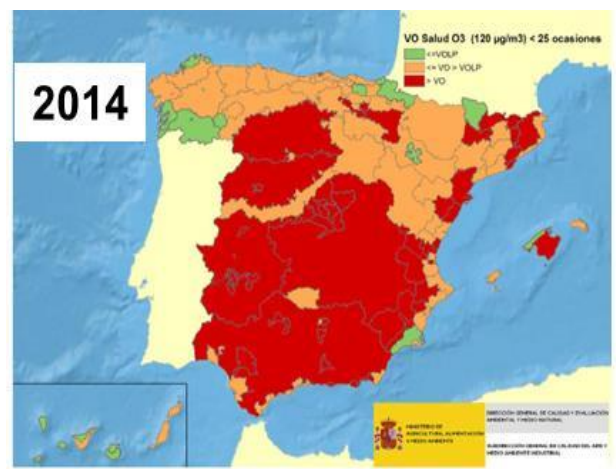 VO Salud O3 (120 µg/m3) < 25 ocasiones
<=VOLP
<= VO > VOLP
> VO
2014
MINISTERIO DE
AGRICULTURA, ALIMENTACIÓN
Y MEDIO AMBIENTE
DIRECCIÓN GENERAL DE CALIDAD Y EVALUACIÓN
AMBIENTAL Y MEDIO NATURAL
SUBDIRECCIÓN GENERAL DE CALIDAD DEL AIRE Y
MEDIO AMBIENTE INDUSTRIAL